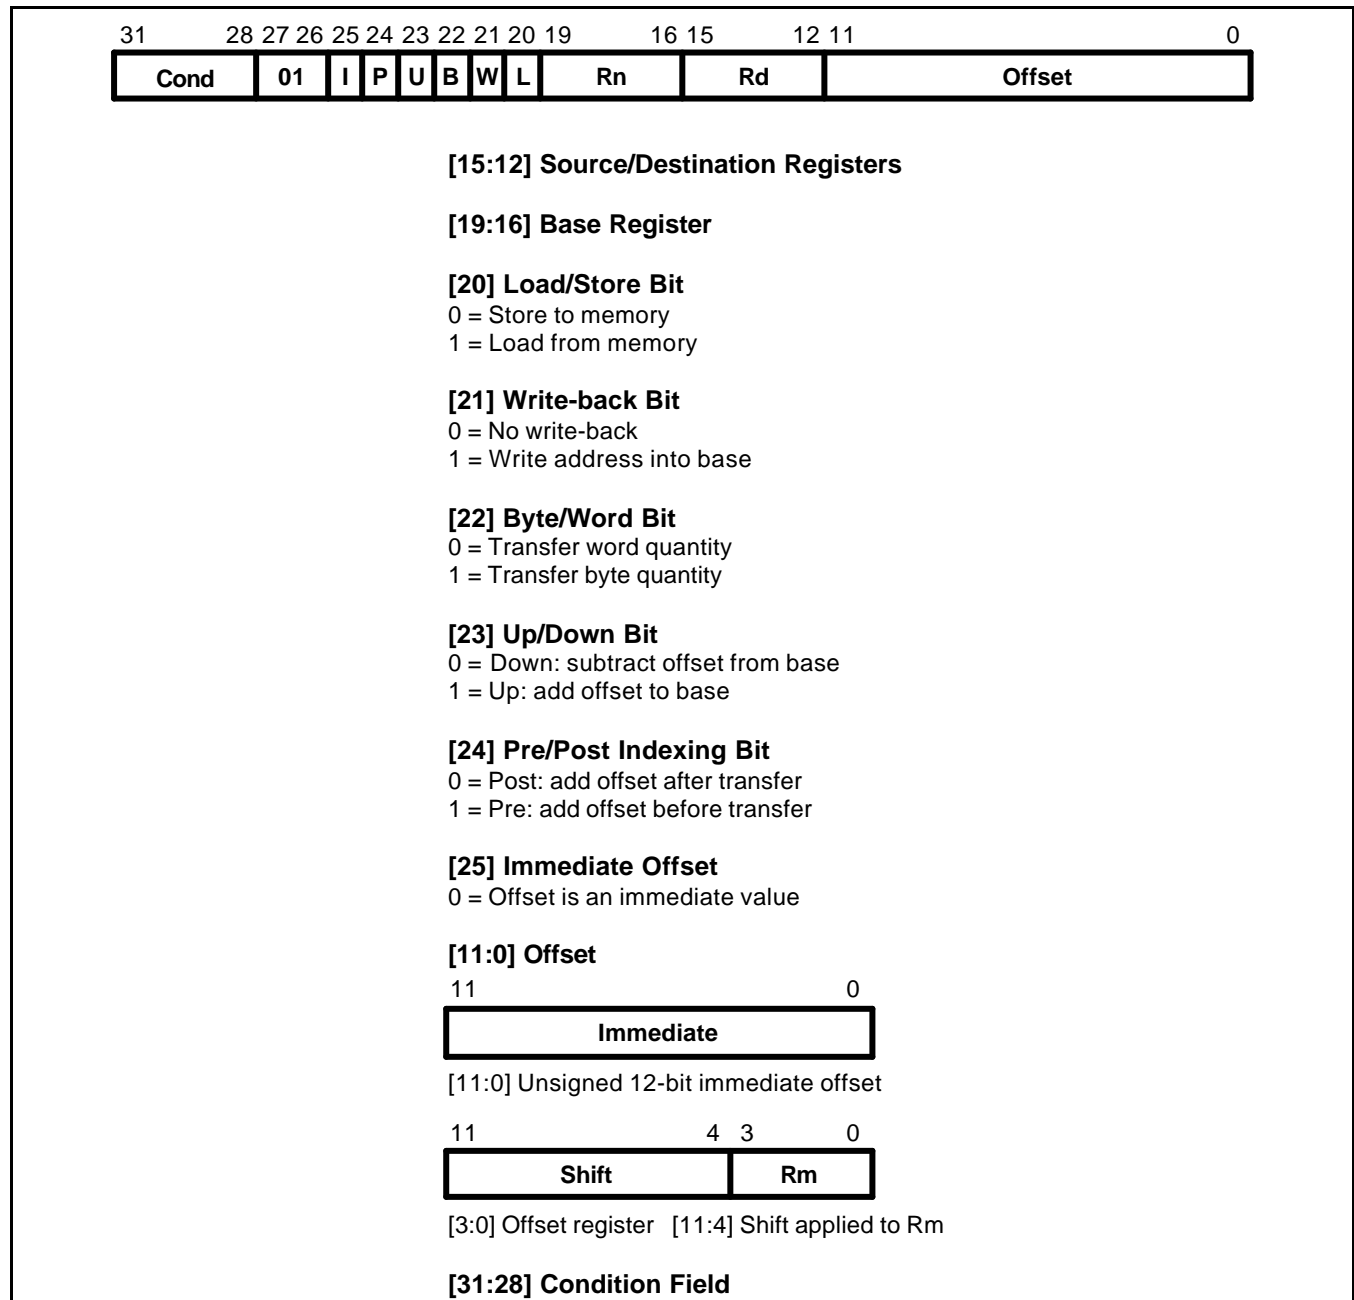 31 28 27 26 25 24 23 22 21 20 19 16 15 12 11 0
Cond 01 I P U B W L Rn Rd Offset
[15:12] Source/Destination Registers
[19:16] Base Register
[20] Load/Store Bit
0 = Store to memory
1 = Load from memory
[21] Write-back Bit
0 = No write-back
1 = Write address into base
[22] Byte/Word Bit
0 = Transfer word quantity
1 = Transfer byte quantity
[23] Up/Down Bit
0 = Down: subtract offset from base
1 = Up: add offset to base
[24] Pre/Post Indexing Bit
0 = Post: add offset after transfer
1 = Pre: add offset before transfer
[25] Immediate Offset
0 = Offset is an immediate value
[11:0] Offset
11 0
Immediate
[11:0] Unsigned 12-bit immediate offset
11 4 3 0
Shift Rm
[3:0] Offset register [11:4] Shift applied to Rm
[31:28] Condition Field